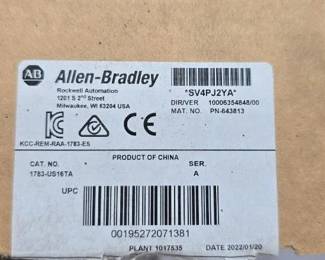 AB Allen-Bradley
Rockwell Automation
1201 S 2nd Street
Milwaukee, WI 53204 USA
*SV4PJ2YA*
DIR/VER 10006354848/00
MAT. NO. PN-643813
KCC-REM-RAA-1783-ES
PRODUCT OF CHINA
CAT. NO. SER.
1783-US16TA A
UPC
00195272071381
PLANT 1017535 DATE 2022/01/20